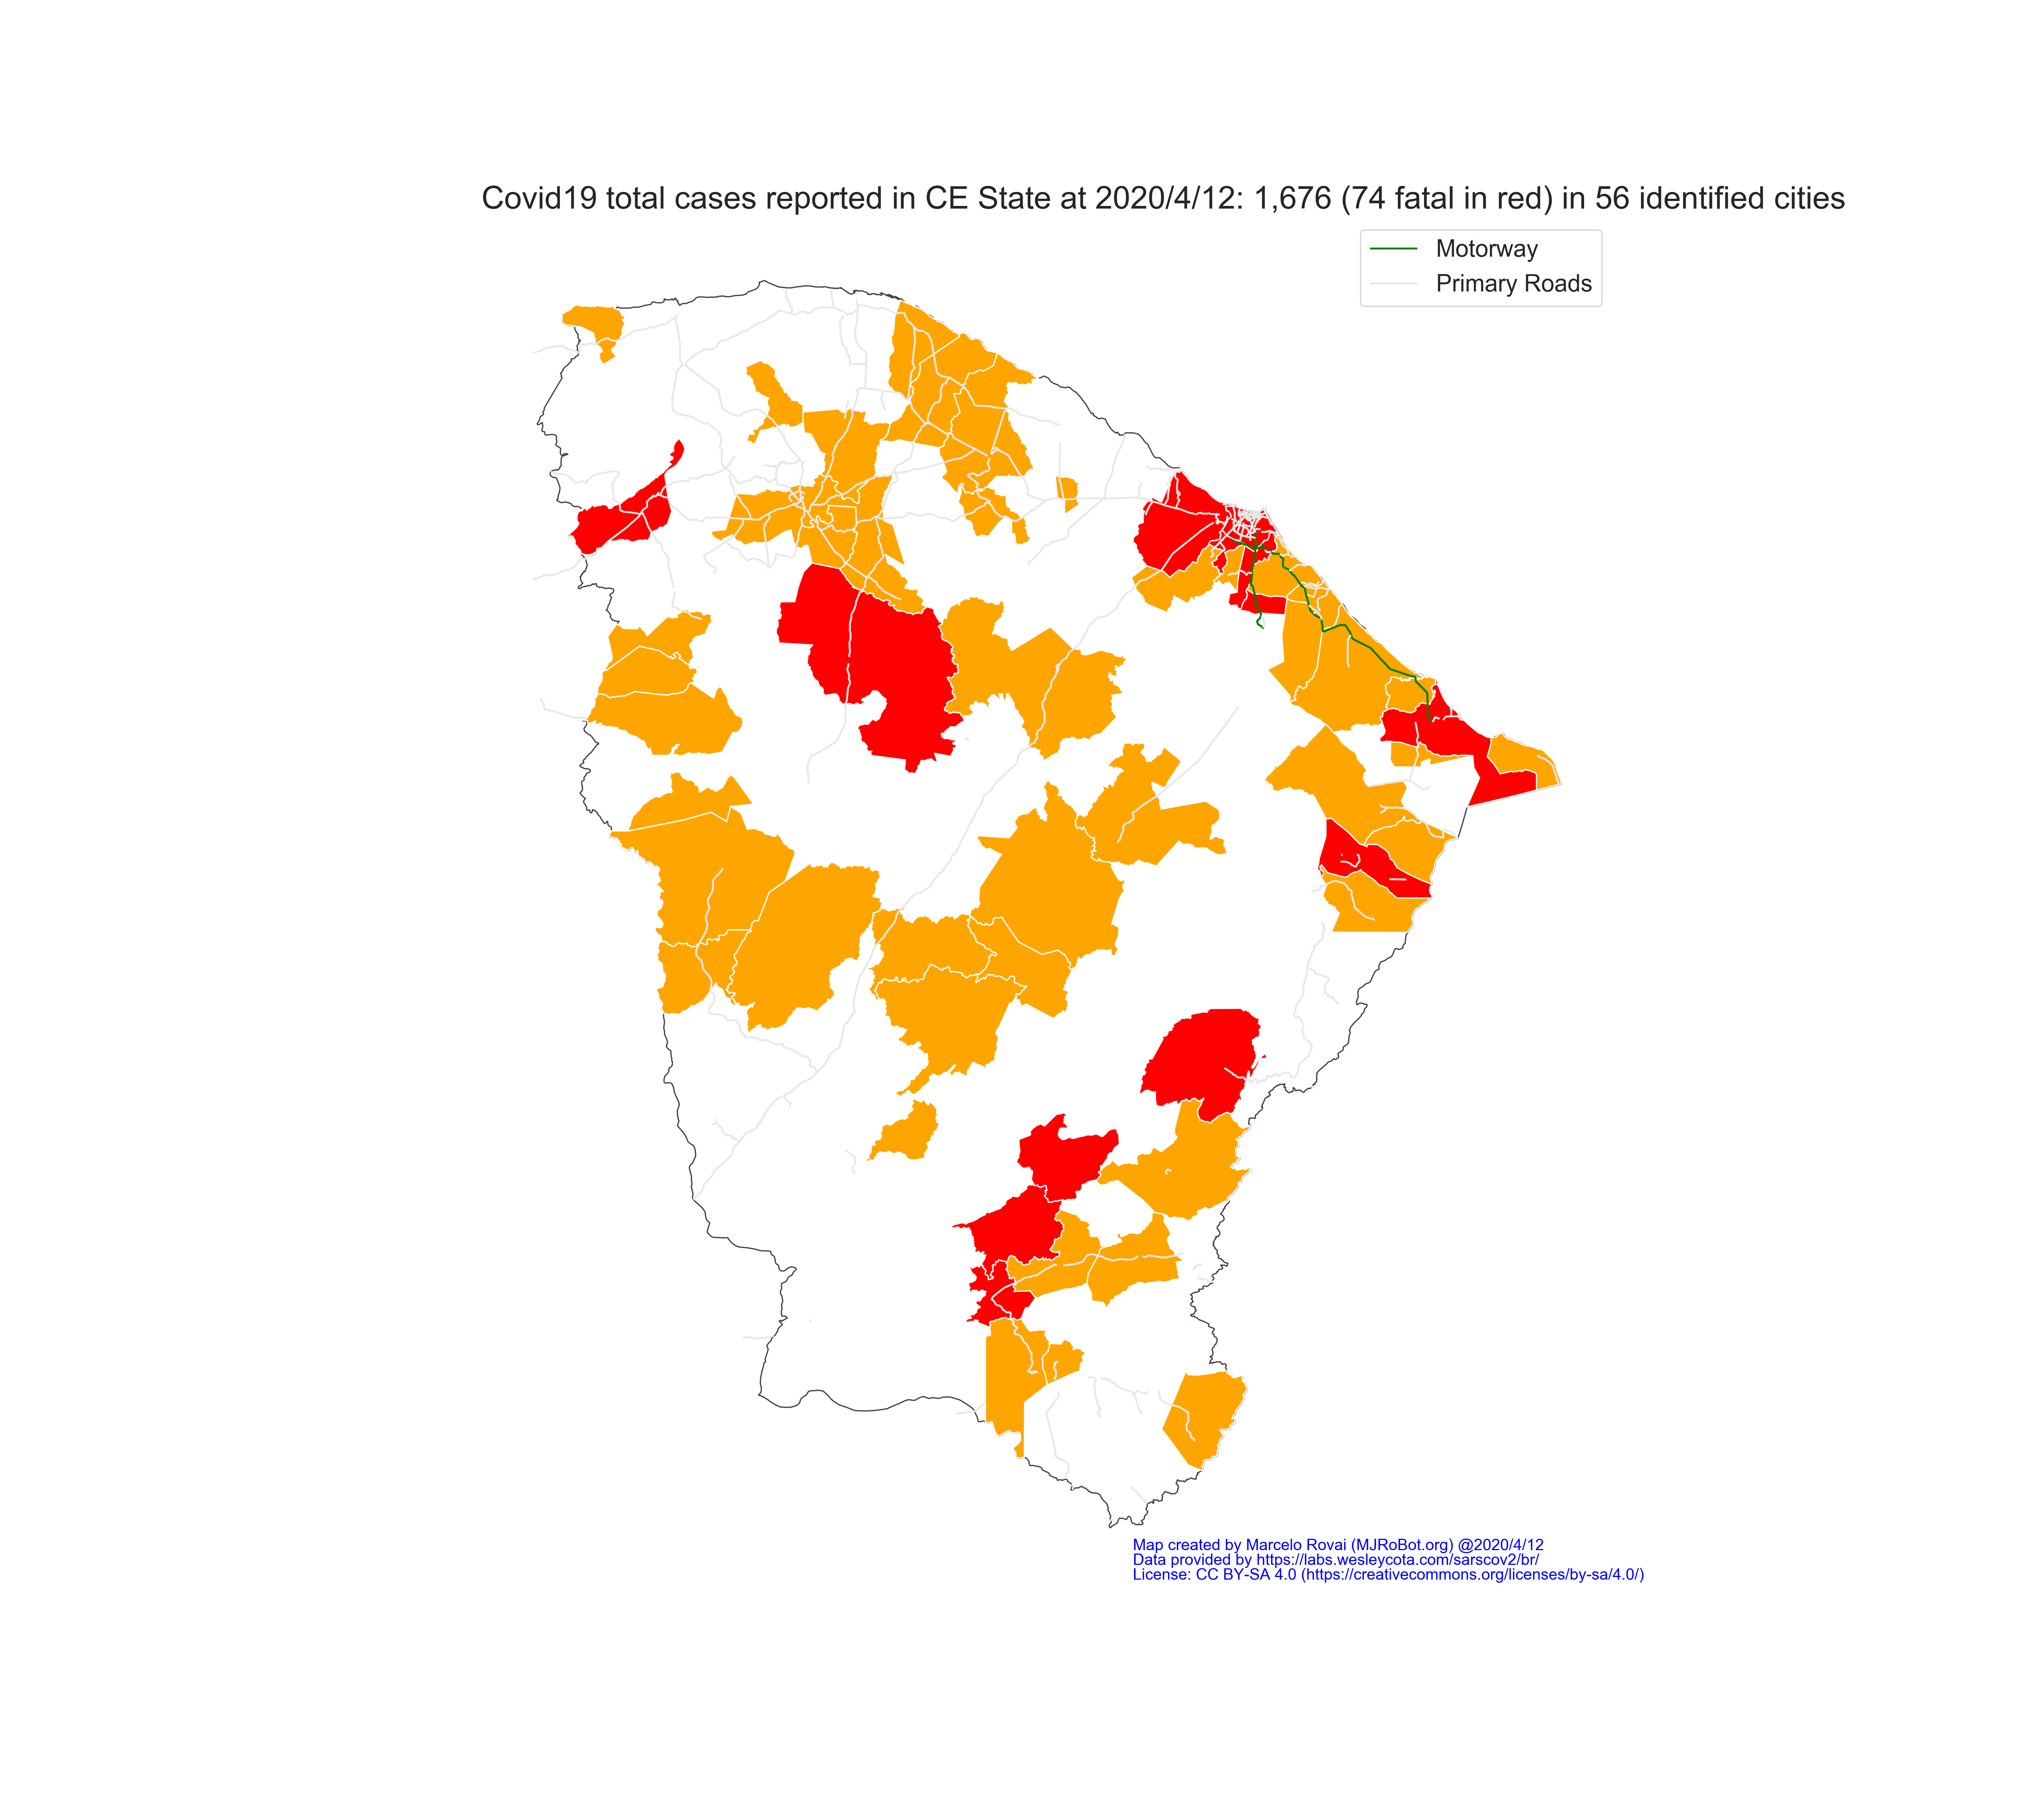 Covid19 total cases reported in CE State at 2020/4/12: 1,676 (74 fatal in red) in 56 identified cities
Motorway
Primary Roads
Map created by Marcelo Rovai (MJRoBot.org) @2020/4/12
Data provided by https://labs.wesleycota.com/sarscov2/br/
License: CC BY-SA 4.0 (https://creativecommons.org/licenses/by-sa/4.0/)